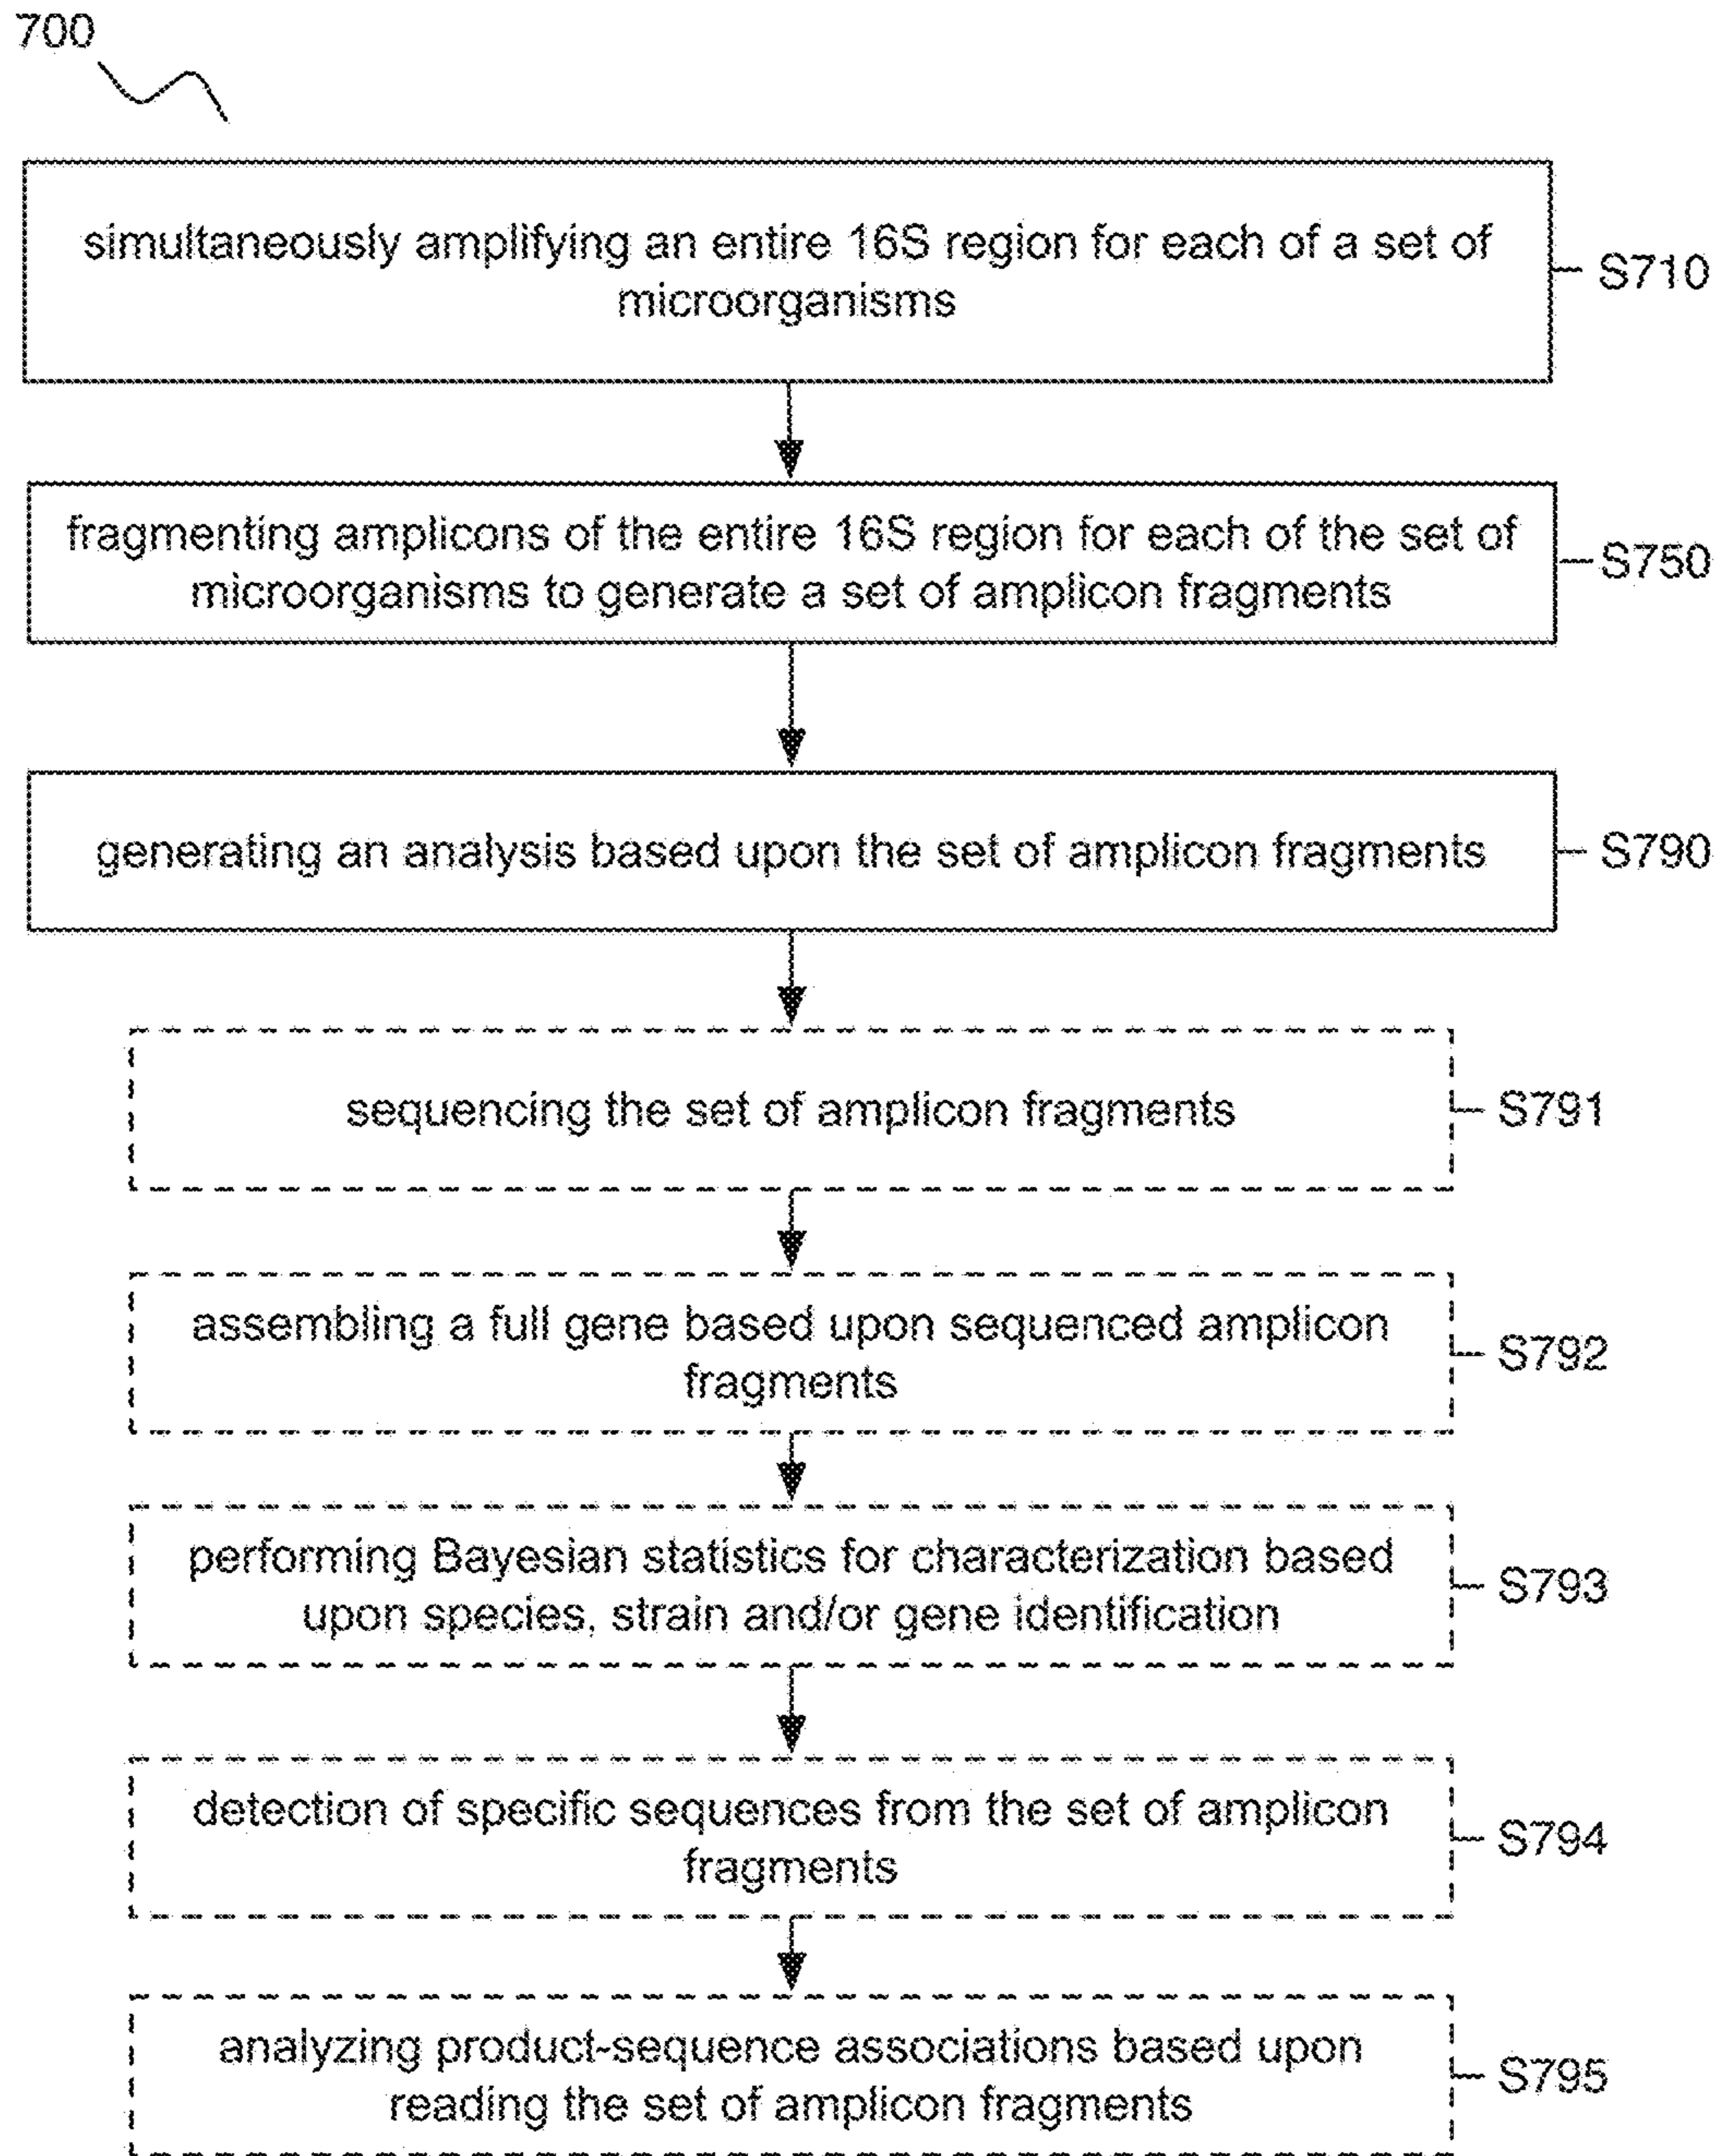 700
simultaneously amplifying an entire 16S region for each of a set of
microorganisms
S710
fragmenting amplicons of the entire 16S region for each of the set of
microorganisms to generate a set of amplicon fragments
S750
generating an analysis based upon the set of amplicon fragments
S790
sequencing the set of amplicon fragments
S791
assembling a full gene based upon sequenced amplicon
fragments
S792
performing Bayesian statistics for characterization based
upon species, strain and/or gene identification
S793
detection of specific sequences from the set of amplicon
fragments
S794
analyzing product-sequence associations based upon
reading the set of amplicon fragments
S795